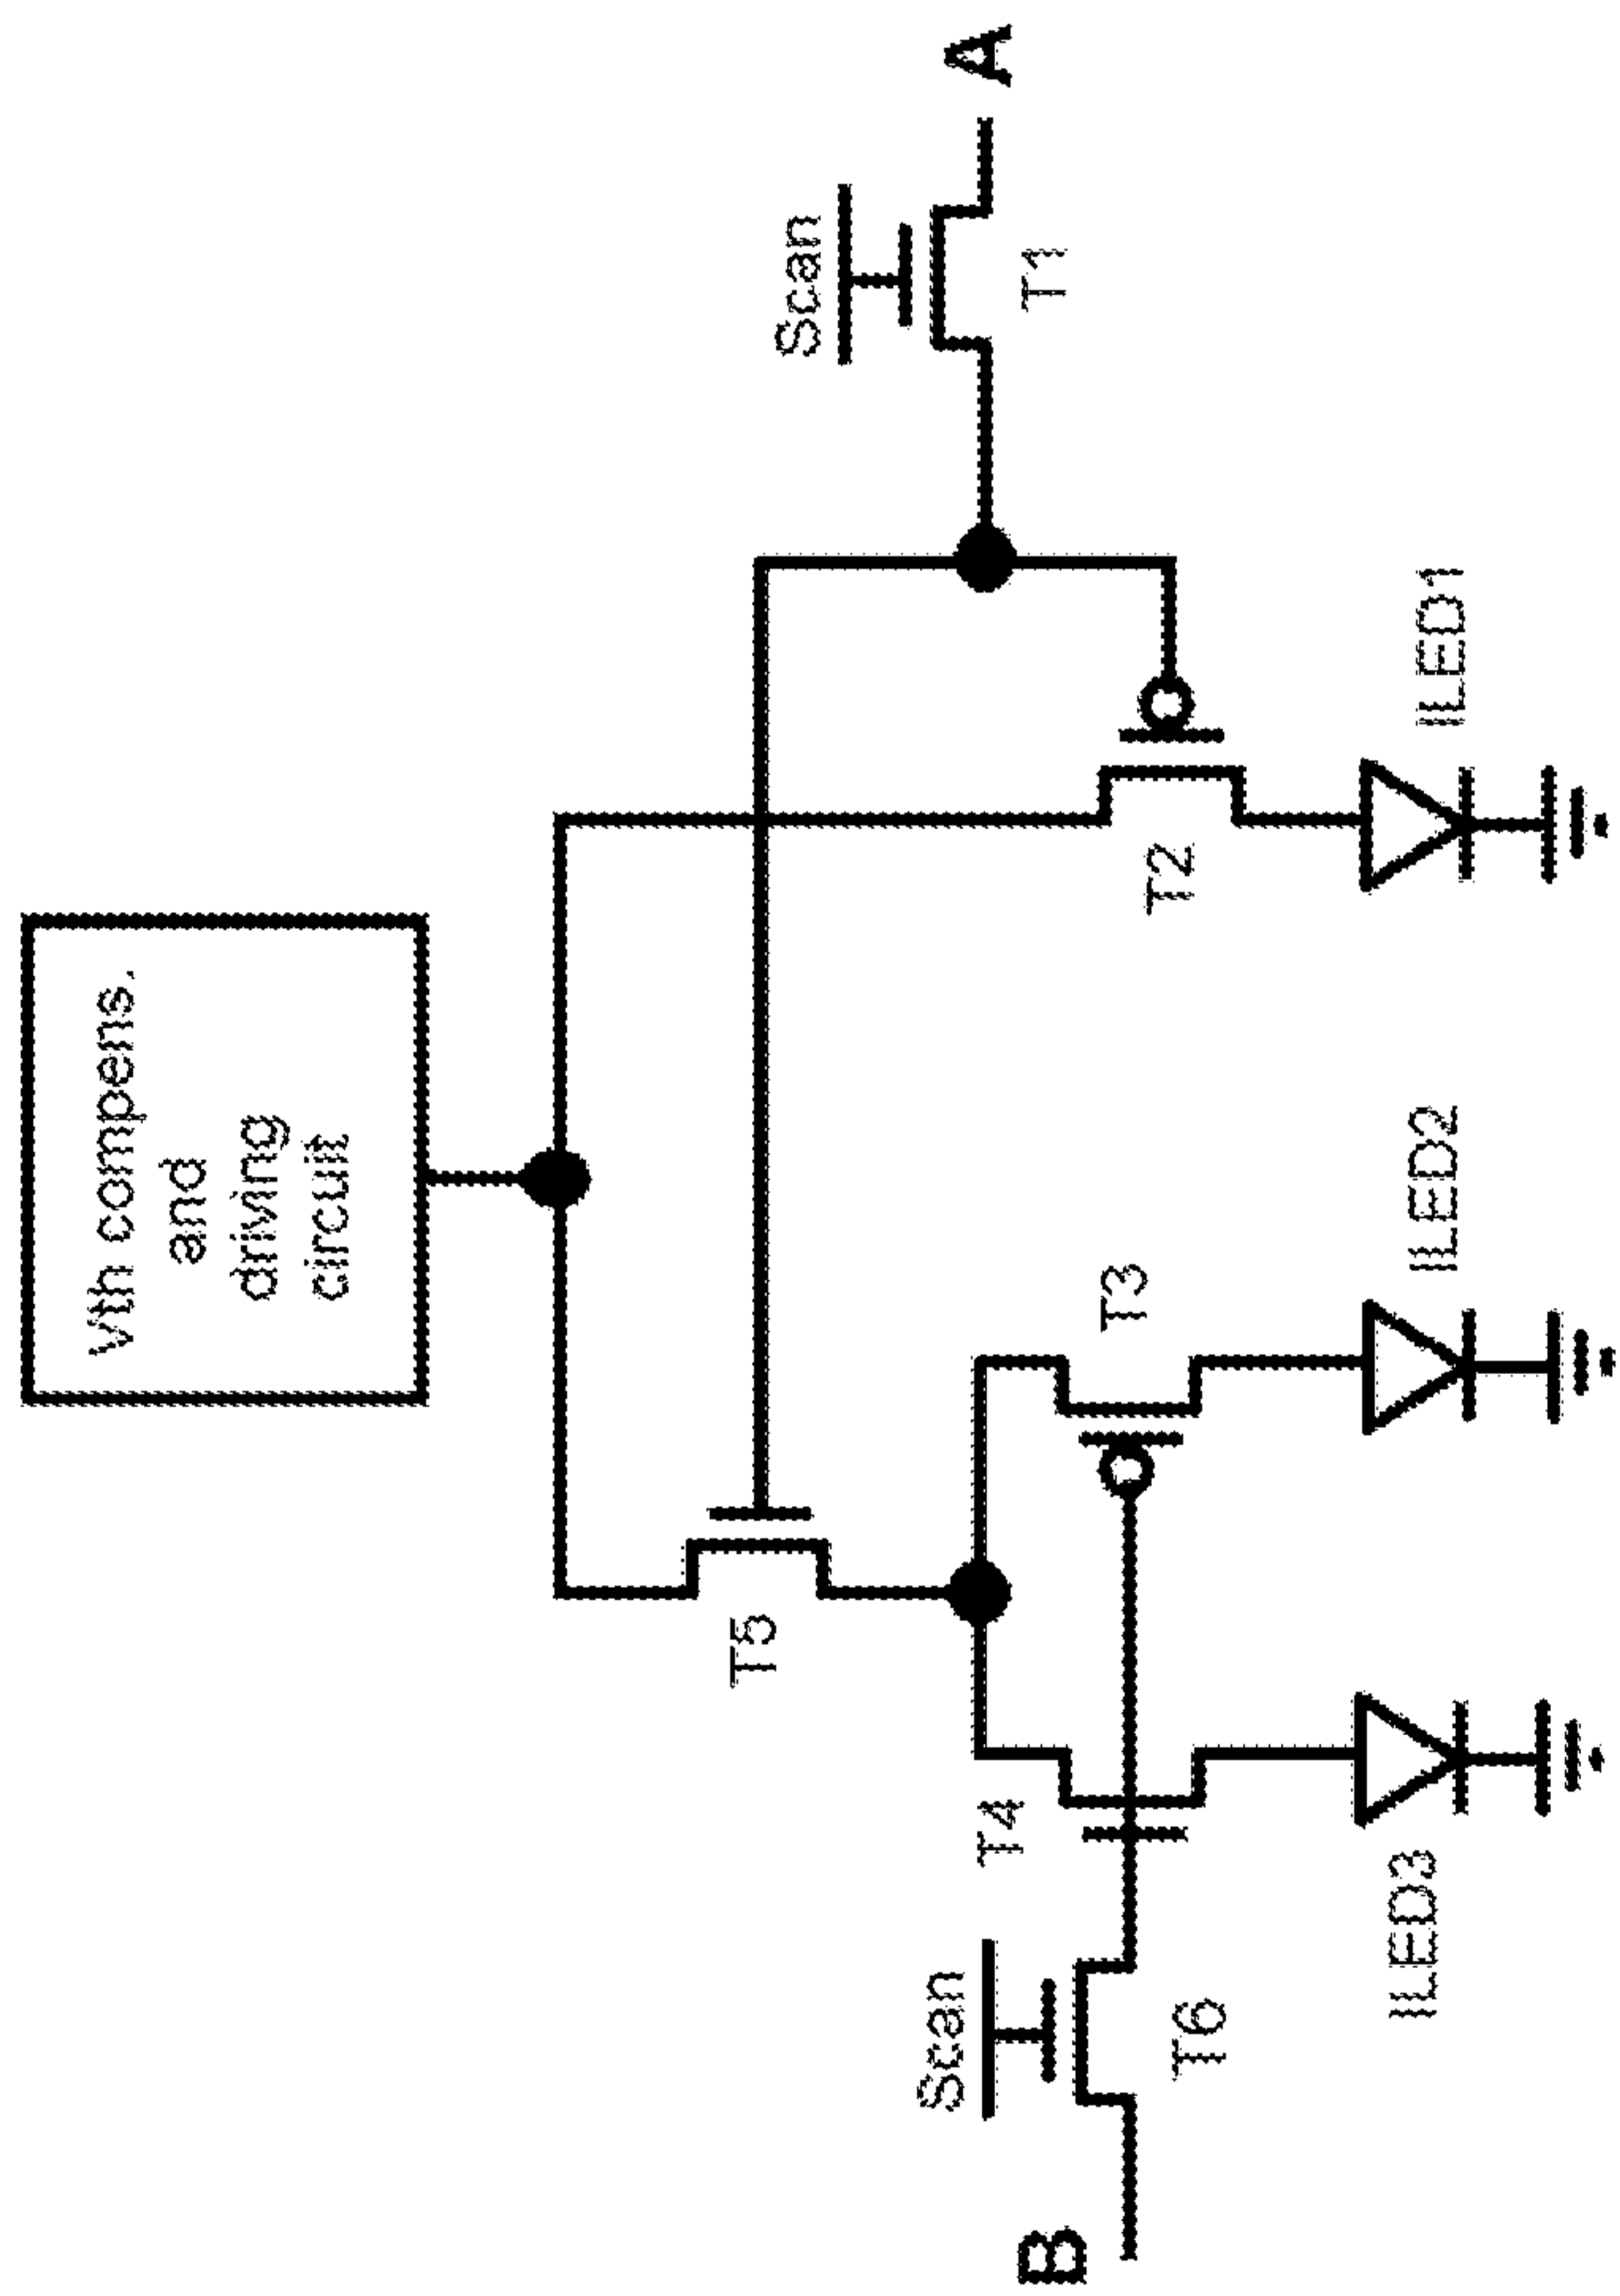 Vth compens.
and
driving
circuit
Scan
A
T1
T5
T2
T3
T4
Scan
B
T6
ILED3
ILED2
ILED1